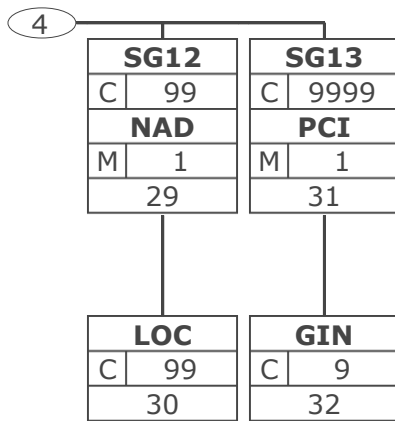 4
SG12
C 99
NAD
M 1
29
SG13
C 9999
PCI
M 1
31
LOC
C 99
30
GIN
C 9
32